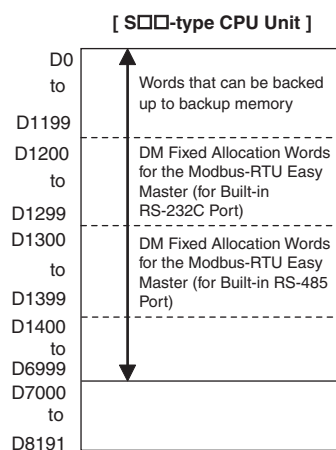 [ S□□-type CPU Unit ]
D0
to
D1199
Words that can be backed
up to backup memory
D1200
to
D1299
DM Fixed Allocation Words
for the Modbus-RTU Easy
Master (for Built-in
RS-232C Port)
D1300
to
D1399
DM Fixed Allocation Words
for the Modbus-RTU Easy
Master (for Built-in RS-485
Port)
D1400
to
D6999
D7000
to
D8191